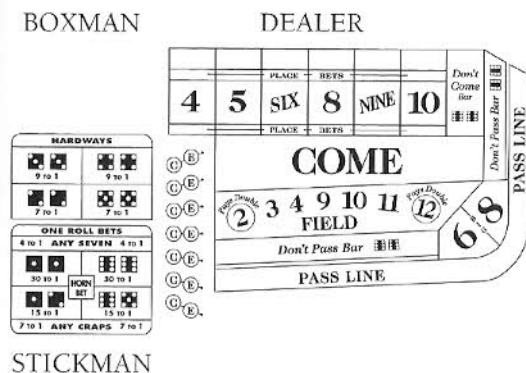 BOXMAN
DEALER
PLACE BETS
4 5 SIX 8 NINE 10
PLACE BETS
Don't
Come
Bar
Don't Pass Bar
PASS LINE
COME
Pays Double
2 3 4 9 10 11 12
Pays Double
FIELD
6 8
Don't Pass Bar
PASS LINE
HARDWAYS
9 to 1 9 to 1
7 to 1 7 to 1
ONE ROLL BETS
4 to 1 ANY SEVEN 4 to 1
30 to 1 30 to 1
HORN
BET
15 to 1 15 to 1
7 to 1 ANY CRAPS 7 to 1
C E
C E
C E
C E
C E
C E
C E
C E
STICKMAN